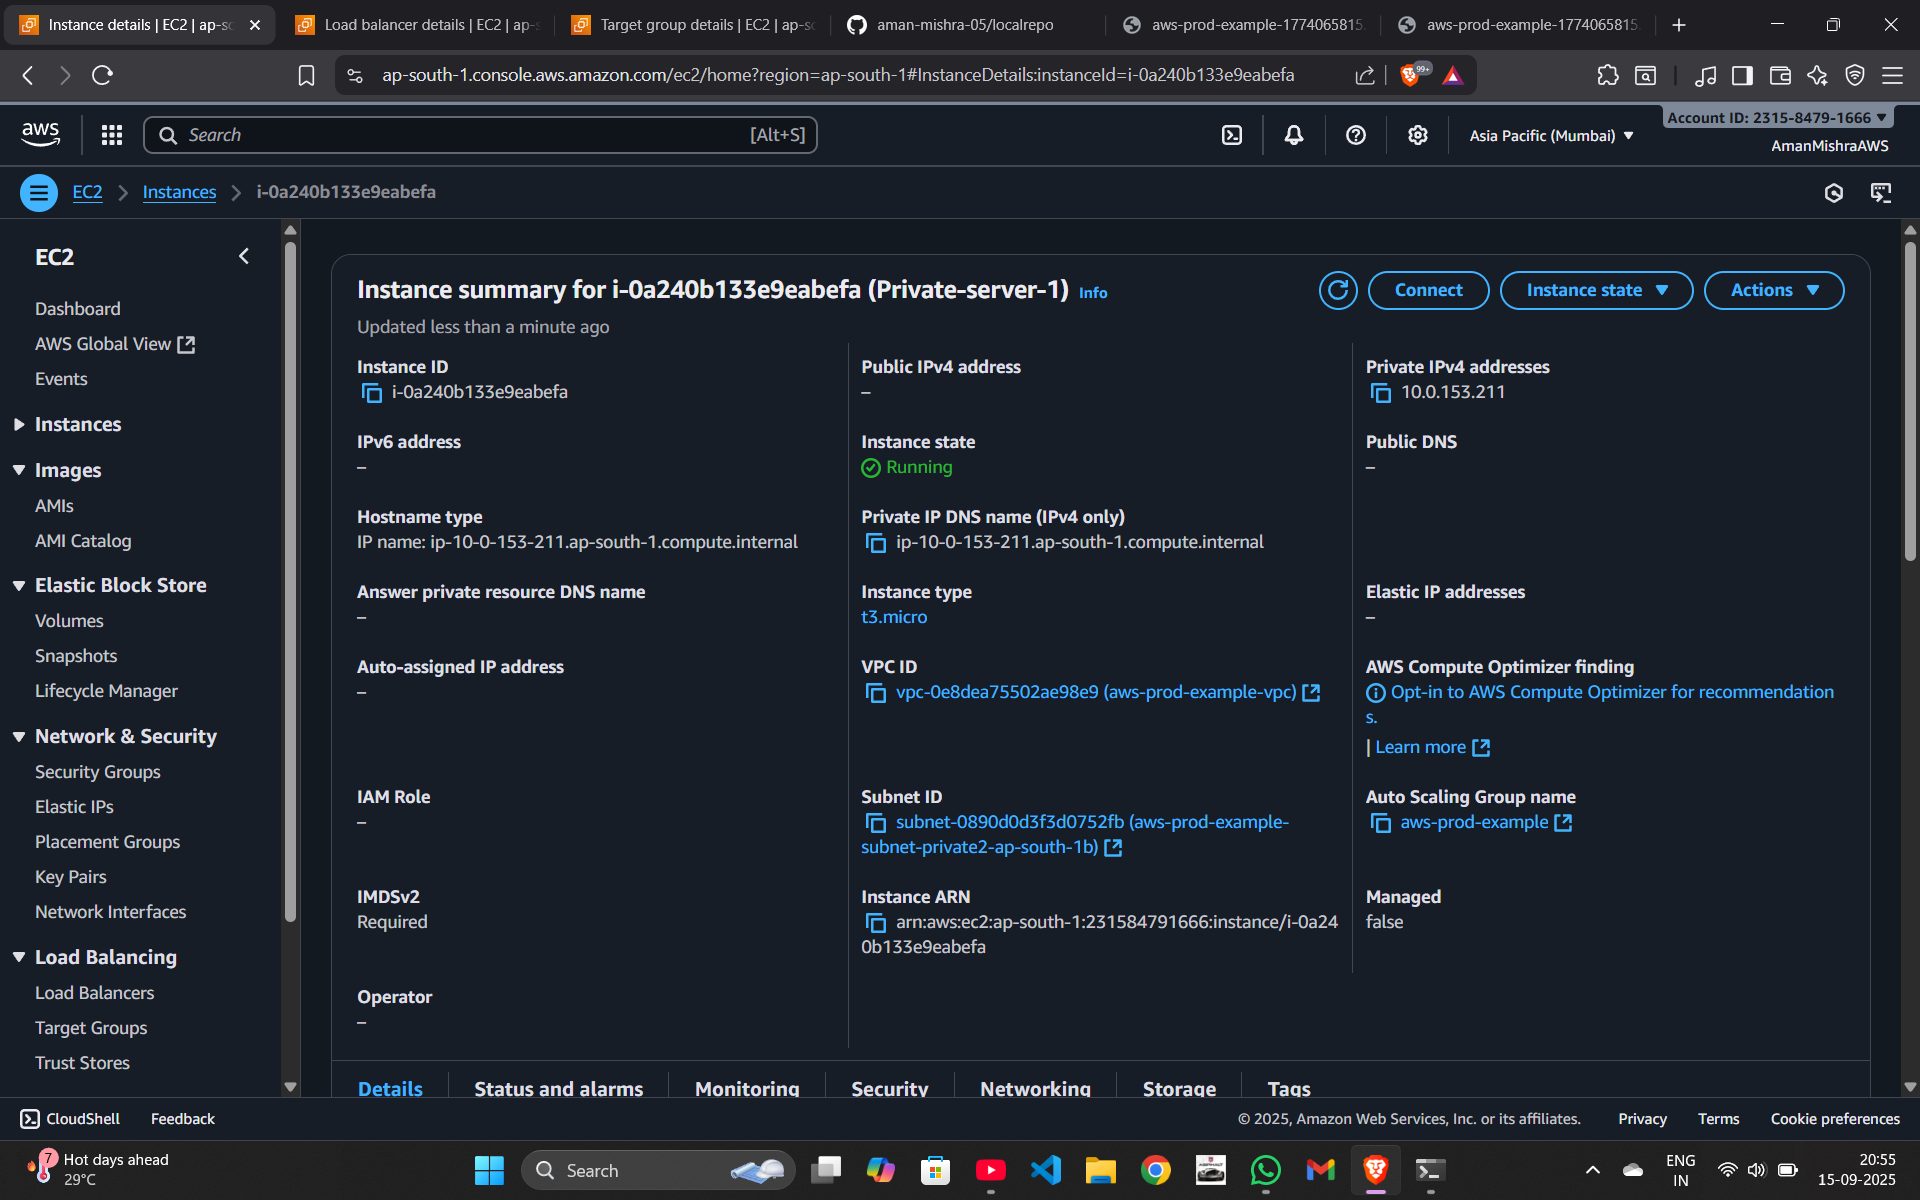 Instance details | EC2 | ap-sc
Load balancer details | EC2 | ap-s
Target group details | EC2 | ap-sc
aman-mishra-05/localrepo
aws-prod-example-1774065815.
aws-prod-example-1774065815.
ap-south-1.console.aws.amazon.com/ec2/home?region=ap-south-1#InstanceDetails:instanceId=i-0a240b133e9eabefa
99+
aws
Search
[Alt+S]
Asia Pacific (Mumbai)
Account ID: 2315-8479-1666
AmanMishraAWS
EC2
Instances
i-0a240b133e9eabefa
EC2
Dashboard
AWS Global View
Events
Instances
Images
AMIs
AMI Catalog
Elastic Block Store
Volumes
Snapshots
Lifecycle Manager
Network & Security
Security Groups
Elastic IPs
Placement Groups
Key Pairs
Network Interfaces
Load Balancing
Load Balancers
Target Groups
Trust Stores
Instance summary for i-0a240b133e9eabefa (Private-server-1) Info
Updated less than a minute ago
Connect
Instance state
Actions
Instance ID
i-0a240b133e9eabefa
Public IPv4 address
–
Private IPv4 addresses
10.0.153.211
IPv6 address
–
Instance state
Running
Public DNS
–
Hostname type
IP name: ip-10-0-153-211.ap-south-1.compute.internal
Private IP DNS name (IPv4 only)
ip-10-0-153-211.ap-south-1.compute.internal
Answer private resource DNS name
–
Instance type
t3.micro
Elastic IP addresses
–
Auto-assigned IP address
–
VPC ID
vpc-0e8dea75502ae98e9 (aws-prod-example-vpc)
AWS Compute Optimizer finding
Opt-in to AWS Compute Optimizer for recommendation
s.
| Learn more
IAM Role
–
Subnet ID
subnet-0890d0d3f3d0752fb (aws-prod-example-
subnet-private2-ap-south-1b)
Auto Scaling Group name
aws-prod-example
IMDSv2
Required
Instance ARN
arn:aws:ec2:ap-south-1:231584791666:instance/i-0a24
0b133e9eabefa
Managed
false
Operator
–
Details
Status and alarms
Monitoring
Security
Networking
Storage
Tags
CloudShell
Feedback
© 2025, Amazon Web Services, Inc. or its affiliates.
Privacy
Terms
Cookie preferences
7
Hot days ahead
29°C
Search
ENG
IN
20:55
15-09-2025